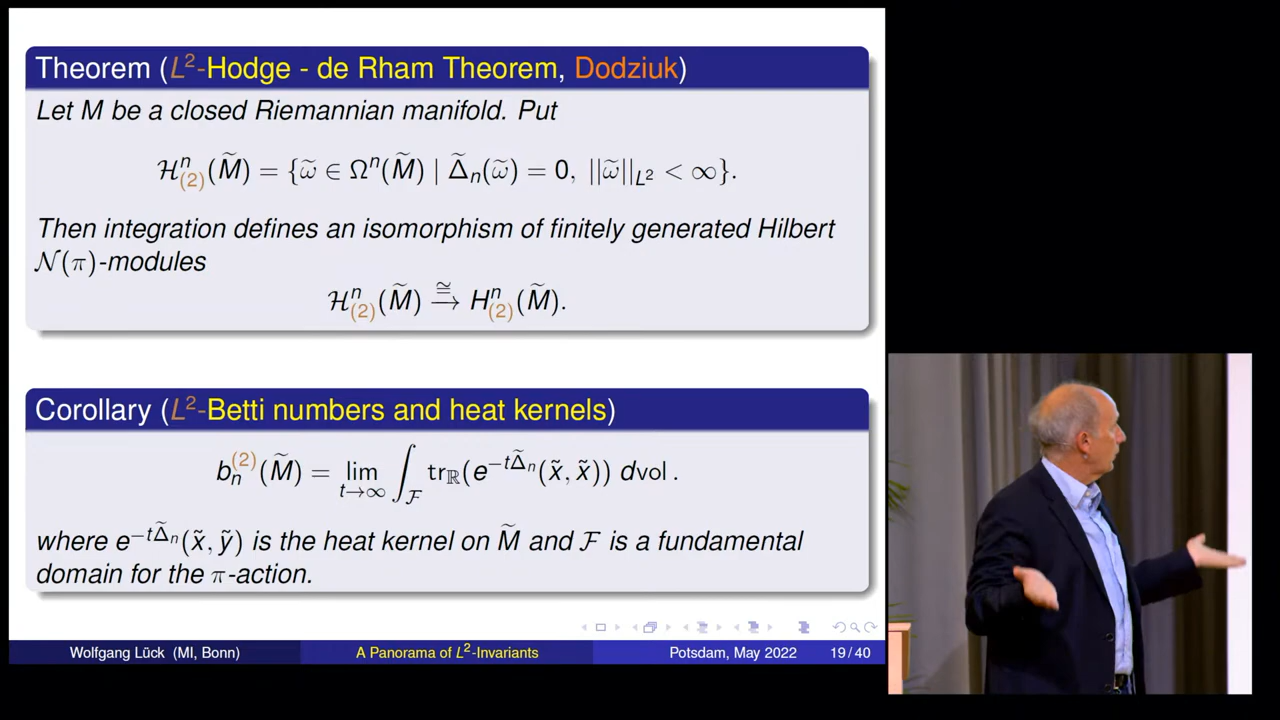 Theorem (L²-Hodge - de Rham Theorem, Dodziuk)
Let M be a closed Riemannian manifold. Put
ℋⁿ₍₂₎(M̃) = {ω̃ ∈ Ωⁿ(M̃) | Δ̃ₙ(ω̃) = 0, ||ω̃||_L² < ∞}.
Then integration defines an isomorphism of finitely generated Hilbert
𝒩(π)-modules
ℋⁿ₍₂₎(M̃) ≅→ Hⁿ₍₂₎(M̃).
Corollary (L²-Betti numbers and heat kernels)
bₙ⁽²⁾(M̃) = lim_{t→∞} ∫_ℱ tr_ℝ(e^{-tΔ̃ₙ}(x̃, x̃)) dvol .
where e^{-tΔ̃ₙ}(x̃, ỹ) is the heat kernel on M̃ and ℱ is a fundamental
domain for the π-action.
Wolfgang Lück (MI, Bonn) A Panorama of L²-Invariants Potsdam, May 2022 19 / 40